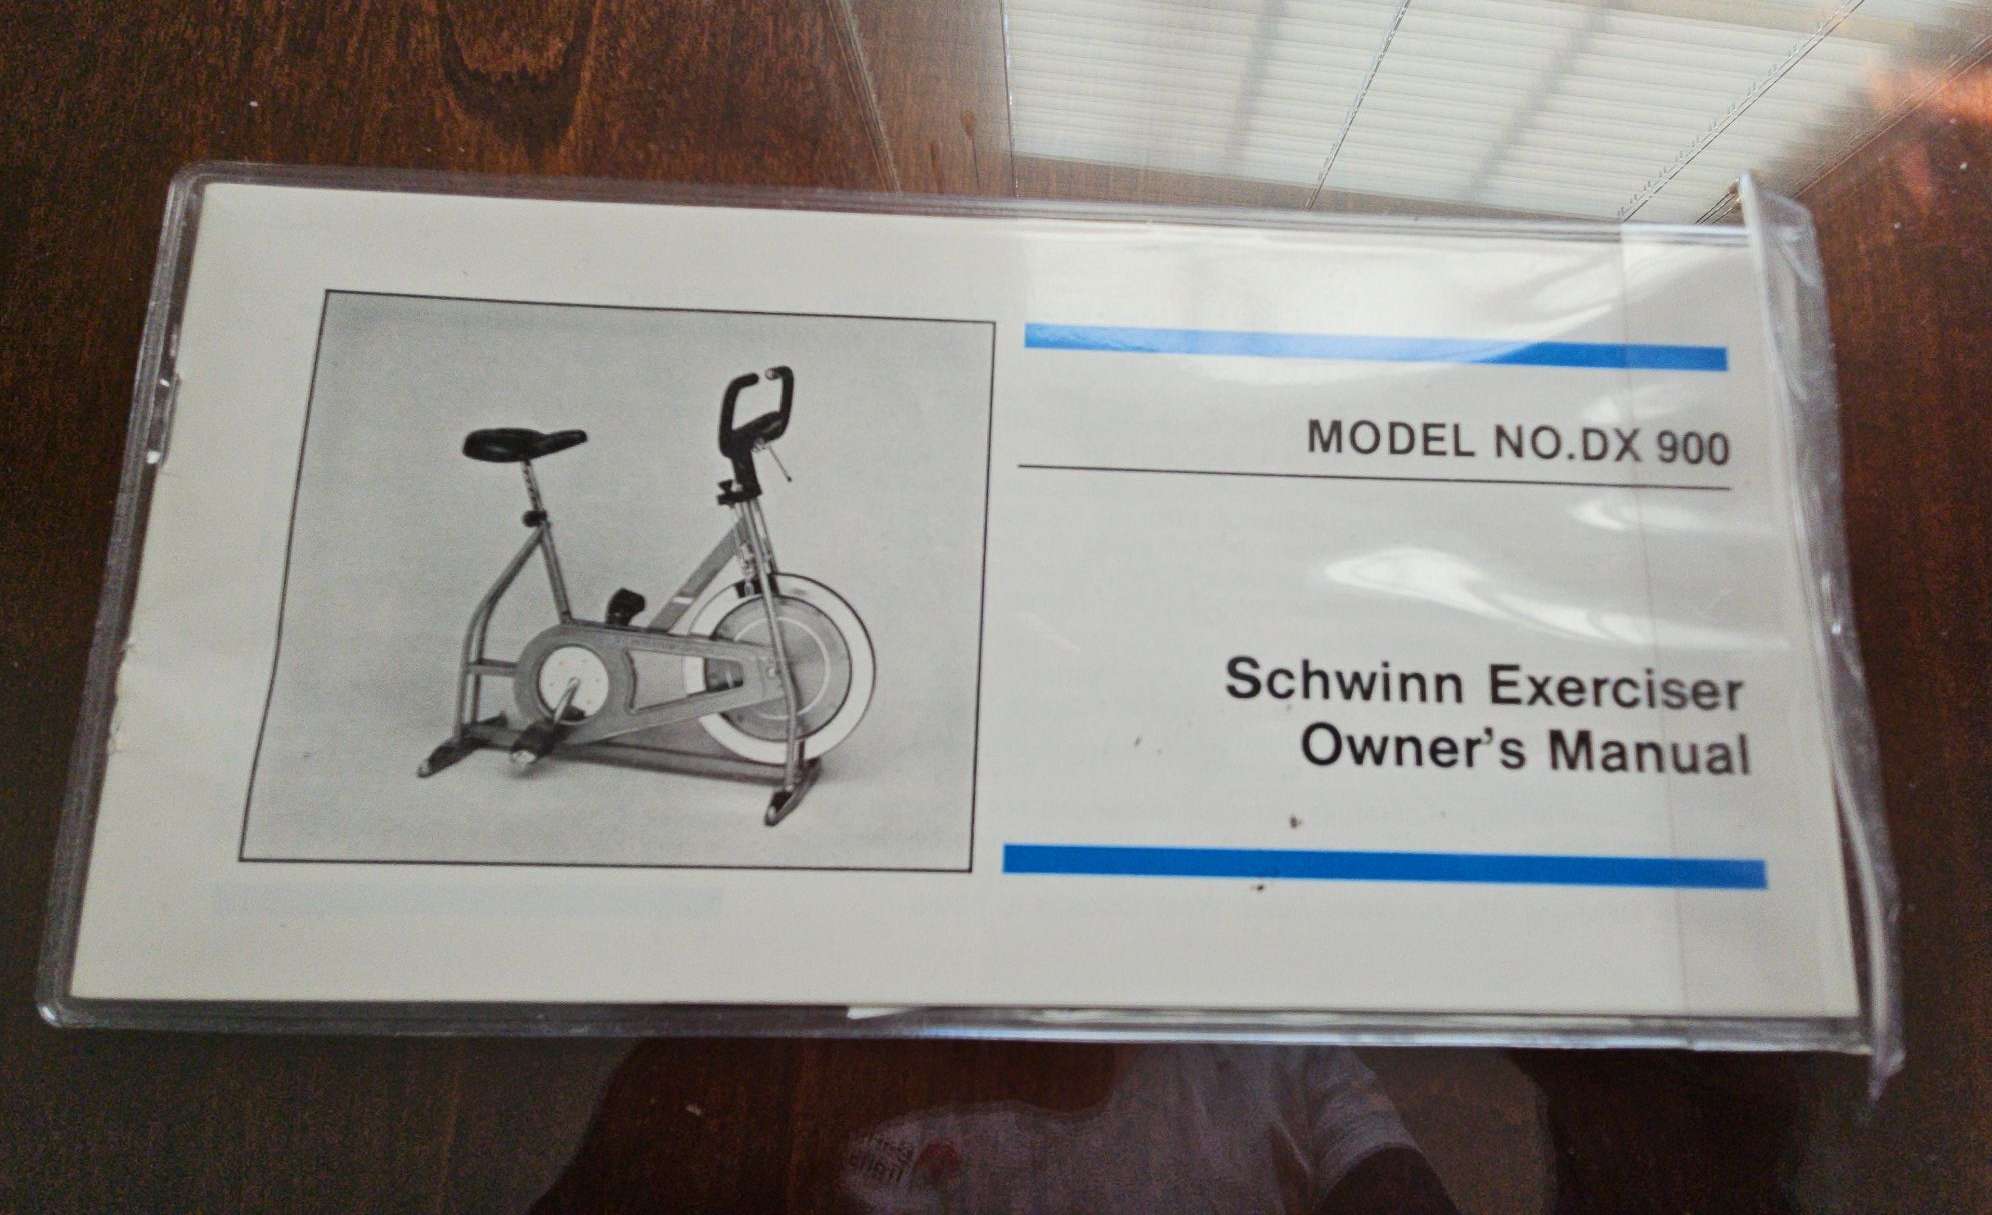 MODEL NO.DX 900
Schwinn Exerciser
Owner's Manual